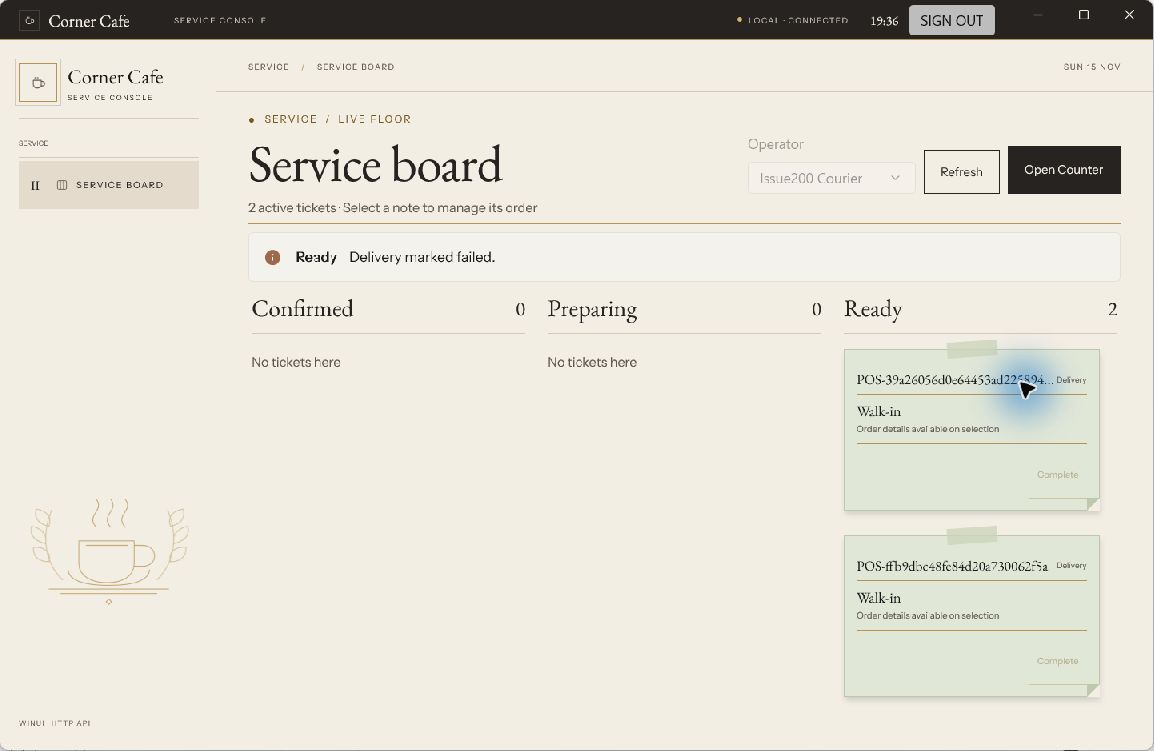 Corner Cafe
SERVICE CONSOLE
LOCAL · CONNECTED
19:36
SIGN OUT
Corner Cafe
SERVICE CONSOLE
SERVICE / SERVICE BOARD
SUN 15 NOV
SERVICE
II SERVICE BOARD
SERVICE / LIVE FLOOR
Service board
Operator
Issue200 Courier
Refresh
Open Counter
2 active tickets · Select a note to manage its order
Ready Delivery marked failed.
Confirmed 0
No tickets here
Preparing 0
No tickets here
Ready 2
POS-39a26056d0e64453ad225894... Delivery
Walk-in
Order details available on selection
Complete
POS-ffb9dbc48fe84d20a730062f5a Delivery
Walk-in
Order details available on selection
Complete
WINUI HTTP API